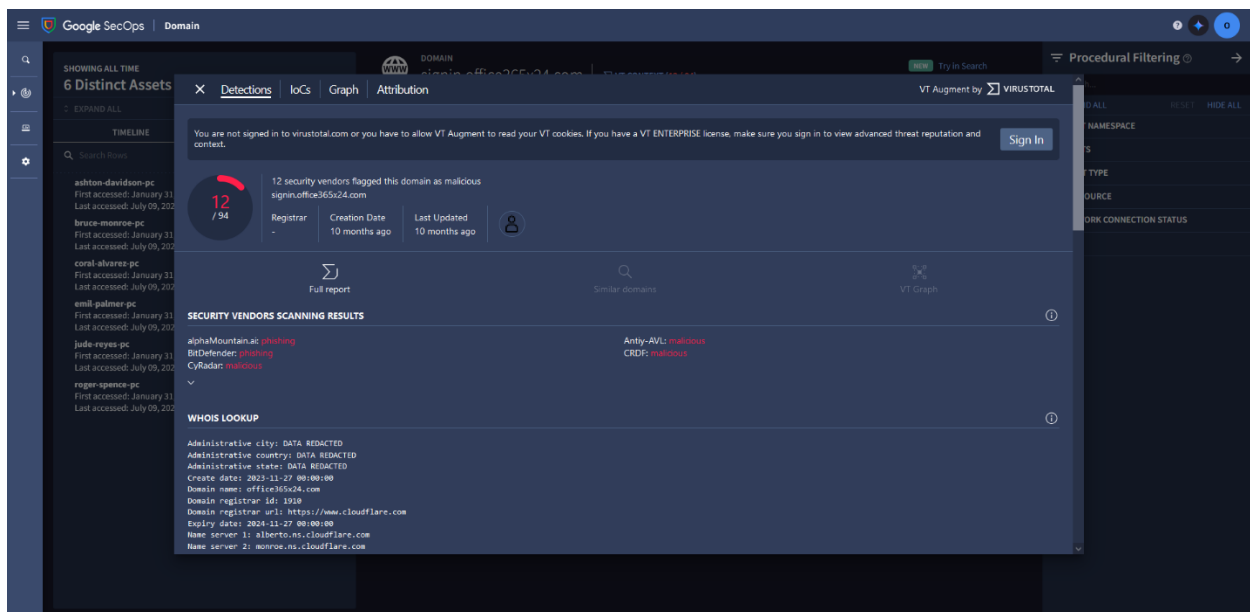 Google SecOps | Domain
o
SHOWING ALL TIME
6 Distinct Assets
EXPAND ALL
TIMELINE
Search Rows
ashton-davidson-pc
First accessed: January 31
Last accessed: July 09, 202
bruce-monroe-pc
First accessed: January 31
Last accessed: July 09, 202
coral-alvarez-pc
First accessed: January 31
Last accessed: July 09, 202
emil-palmer-pc
First accessed: January 31
Last accessed: July 09, 202
jude-reyes-pc
First accessed: January 31
Last accessed: July 09, 202
roger-spence-pc
First accessed: January 31
Last accessed: July 09, 202
WWW
DOMAIN
signin.office365x24.com
NEW Try in Search
Detections IoCs Graph Attribution
VT Augment by VIRUSTOTAL
You are not signed in to virustotal.com or you have to allow VT Augment to read your VT cookies. If you have a VT ENTERPRISE license, make sure you sign in to view advanced threat reputation and
context.
Sign In
12
/ 94
12 security vendors flagged this domain as malicious
signin.office365x24.com
Registrar Creation Date Last Updated
- 10 months ago 10 months ago
Full report Similar domains VT Graph
SECURITY VENDORS SCANNING RESULTS
alphaMountain.ai: phishing Antiy-AVL: malicious
BitDefender: phishing CRDF: malicious
CyRadar: malicious
WHOIS LOOKUP
Administrative city: DATA REDACTED
Administrative country: DATA REDACTED
Administrative state: DATA REDACTED
Create date: 2023-11-27 00:00:00
Domain name: office365x24.com
Domain registrar id: 1910
Domain registrar url: https://www.cloudflare.com
Expiry date: 2024-11-27 00:00:00
Name server 1: alberto.ns.cloudflare.com
Name server 2: monroe.ns.cloudflare.com
Procedural Filtering
ND ALL RESET HIDE ALL
NAMESPACE
TYPE
OURCE
ORK CONNECTION STATUS